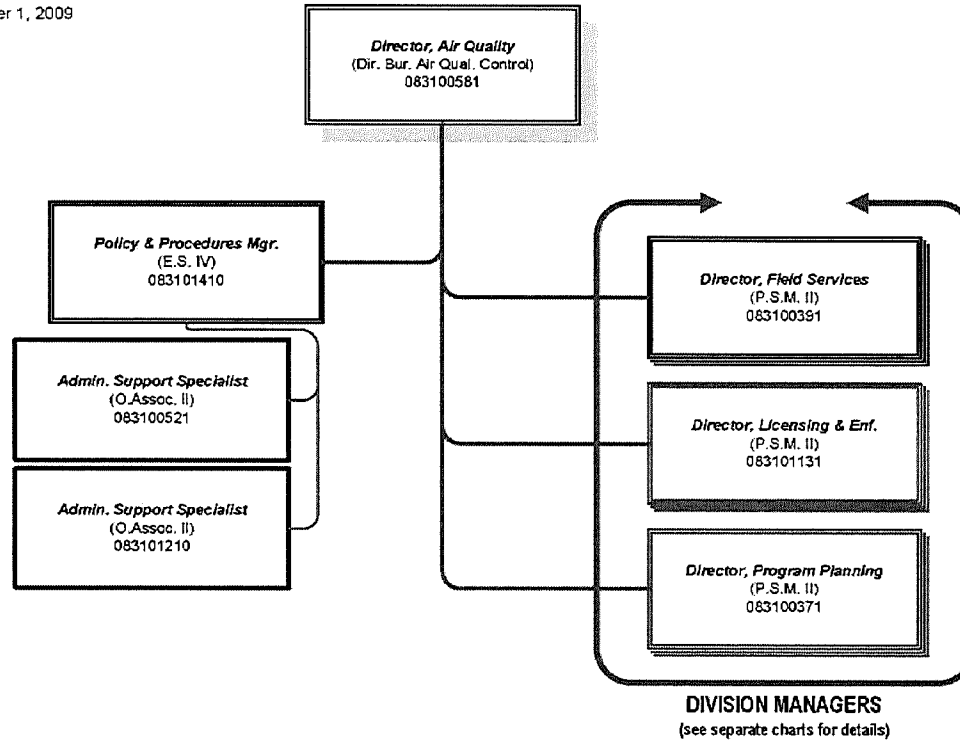 1, 2009
Director, Air Quality
(Dir. Bur. Air Qual. Control)
083100581
Policy & Procedures Mgr.
(E.S. IV)
083101410
Admin. Support Specialist
(O.Assoc. II)
083100521
Admin. Support Specialist
(O.Assoc. II)
083101210
Director, Field Services
(P.S.M. II)
083100391
Director, Licensing & Enf.
(P.S.M. II)
083101131
Director, Program Planning
(P.S.M. II)
083100371
DIVISION MANAGERS
(see separate charts for details)